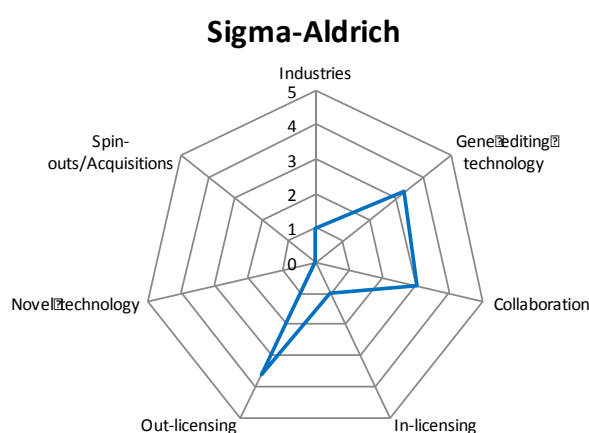 Sigma-Aldrich
Industries
5
4
3
2
1
0
Gene⍰editing⍰
technology
Collaboration
In-licensing
Out-licensing
Novel⍰technology
Spin-
outs/Acquisitions